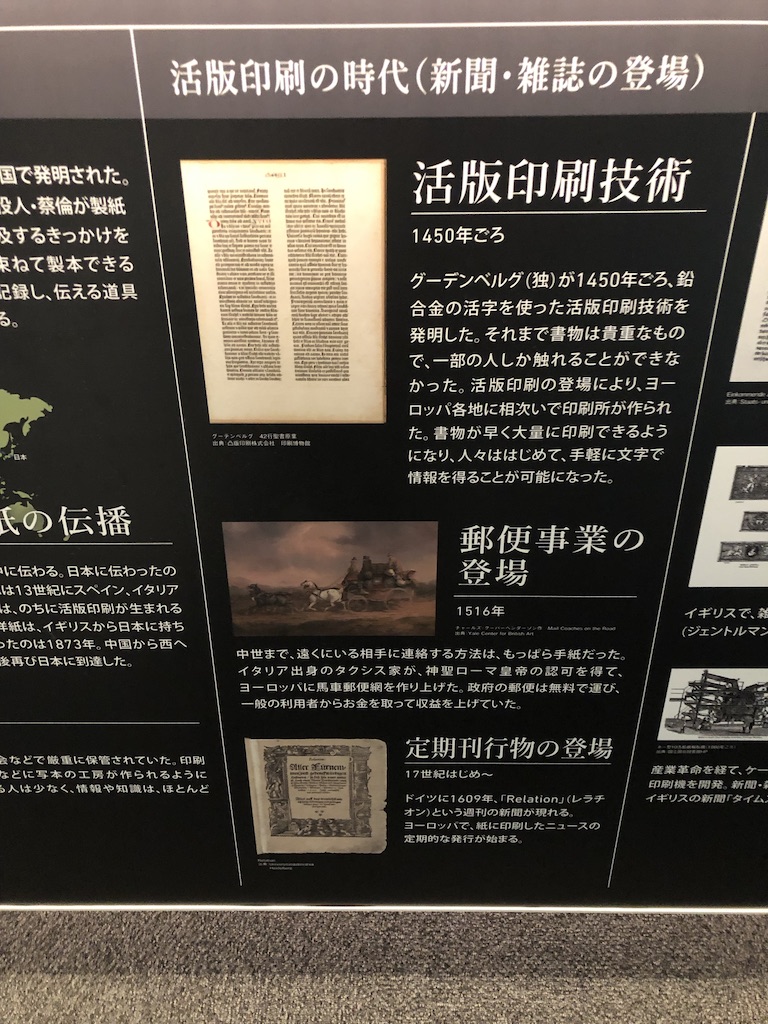 活版印刷の時代(新聞・雑誌の登場)
国で発明された。
役人・蔡倫が製紙
及するきっかけを
束ねて製本できる
記録し、伝える道具
る。
日本
紙の伝播
中に伝わる。日本に伝わったの
は13世紀にスペイン、イタリア
は、のちに活版印刷が生まれる
洋紙は、イギリスから日本に持ち
ったのは1873年。中国から西へ
後再び日本に到達した。
会などで厳重に保管されていた。印刷
などに写本の工房が作られるように
る人は少なく、情報や知識は、ほとんど
活版印刷技術
1450年ごろ
グーデンベルグ(独)が1450年ごろ、鉛
合金の活字を使った活版印刷技術を
発明した。それまで書物は貴重なもの
で、一部の人しか触れることができな
かった。活版印刷の登場により、ヨー
ロッパ各地に相次いで印刷所が作られ
た。書物が早く大量に印刷できるよう
になり、人々ははじめて、手軽に文字で
情報を得ることが可能になった。
グーテンベルグ 42行聖書原葉
出典:凸版印刷株式会社 印刷博物館
郵便事業の
登場
1516年
チャールズ・クーパー・ヘンダーソン作 Mail Coaches on the Road
出典:Yale Center for British Art
中世まで、遠くにいる相手に連絡する方法は、もっぱら手紙だった。
イタリア出身のタクシス家が、神聖ローマ皇帝の認可を得て、
ヨーロッパに馬車郵便網を作り上げた。政府の郵便は無料で運び、
一般の利用者からお金を取って収益を上げていた。
定期刊行物の登場
17世紀はじめ〜
ドイツに1609年、「Relation」(レラチ
オン)という週刊の新聞が現れる。
ヨーロッパで、紙に印刷したニュースの
定期的な発行が始まる。
Relation
Einkommende
出典:Staats-un
イギリスで、雑
(ジェントルマン
産業革命を経て、ケー
印刷機を開発。新聞・雑
イギリスの新聞「タイムス